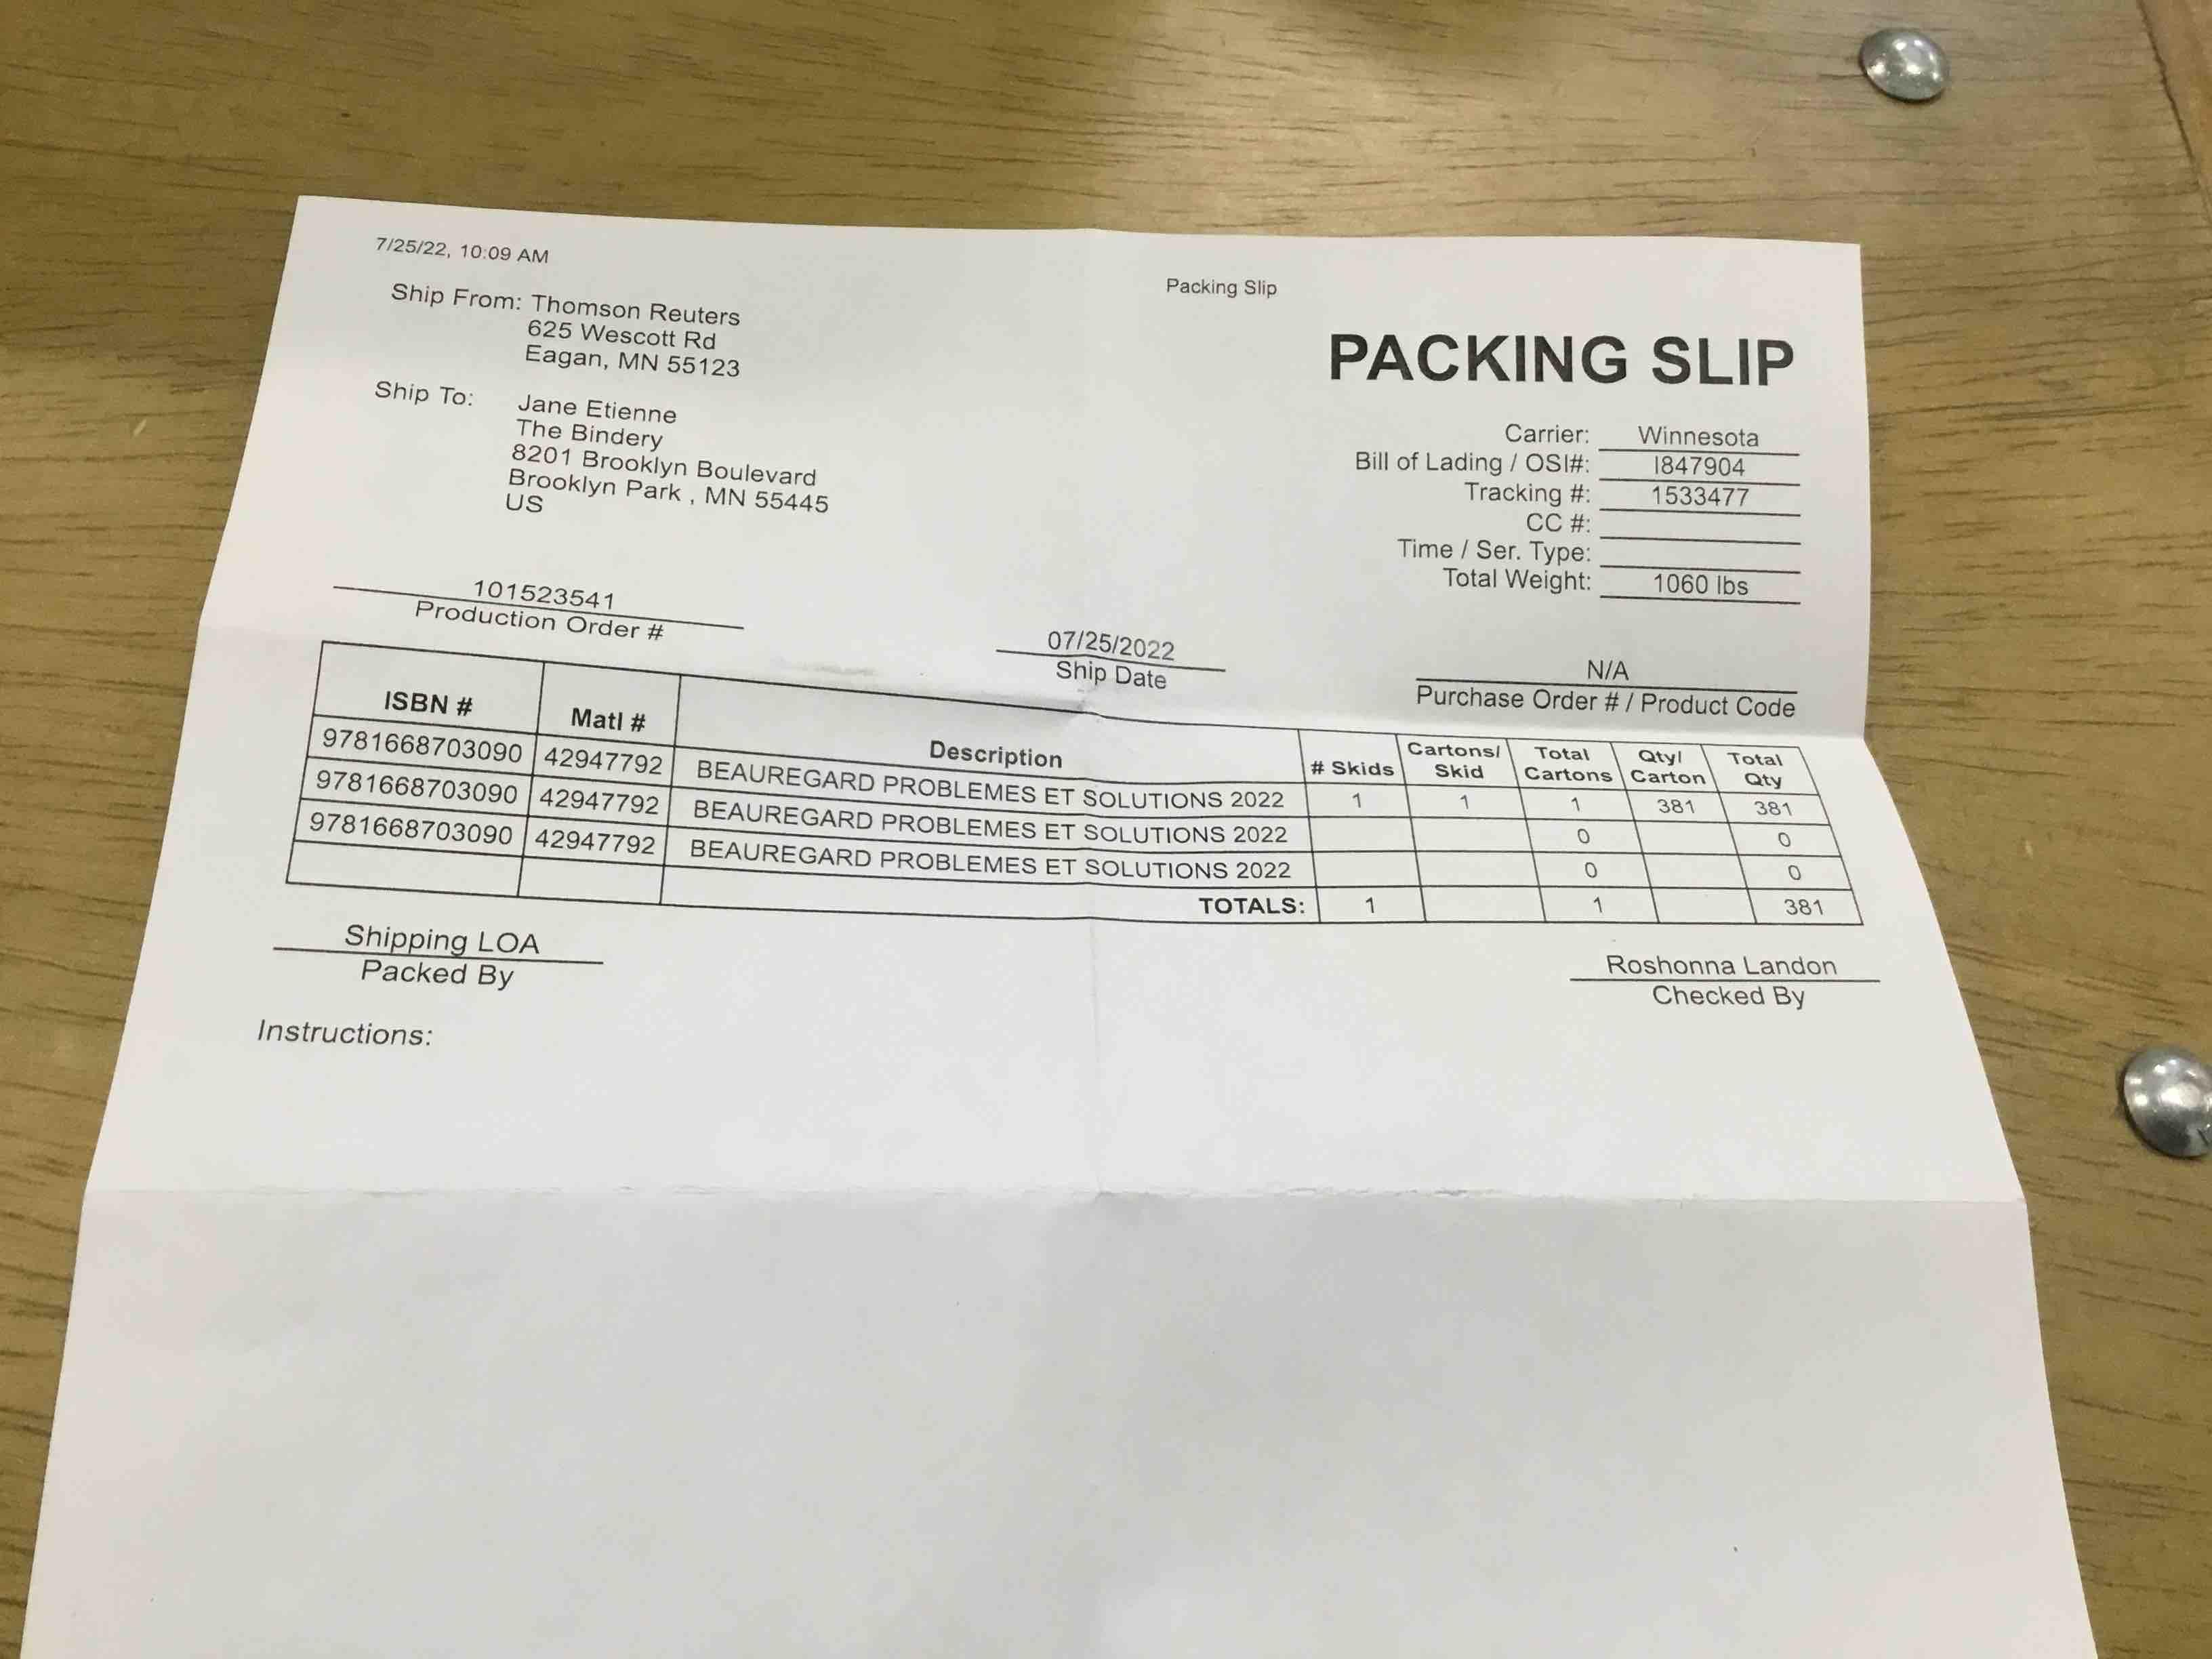 7/25/22, 10:09 AM
Packing Slip
Ship From: Thomson Reuters
625 Wescott Rd
Eagan, MN 55123
Ship To: Jane Etienne
The Bindery
8201 Brooklyn Boulevard
Brooklyn Park , MN 55445
US
PACKING SLIP
Carrier: Winnesota
Bill of Lading / OSI#: I847904
Tracking #: 1533477
CC #:
Time / Ser. Type:
Total Weight: 1060 lbs
101523541
Production Order #
07/25/2022
Ship Date
N/A
Purchase Order # / Product Code
ISBN # Matl # Description # Skids Cartons/ Skid Total Cartons Qty/ Carton Total Qty
9781668703090 42947792 BEAUREGARD PROBLEMES ET SOLUTIONS 2022 1 1 1 381 381
9781668703090 42947792 BEAUREGARD PROBLEMES ET SOLUTIONS 2022 0 0
9781668703090 42947792 BEAUREGARD PROBLEMES ET SOLUTIONS 2022 0 0
TOTALS: 1 1 381
Shipping LOA
Packed By
Roshonna Landon
Checked By
Instructions: